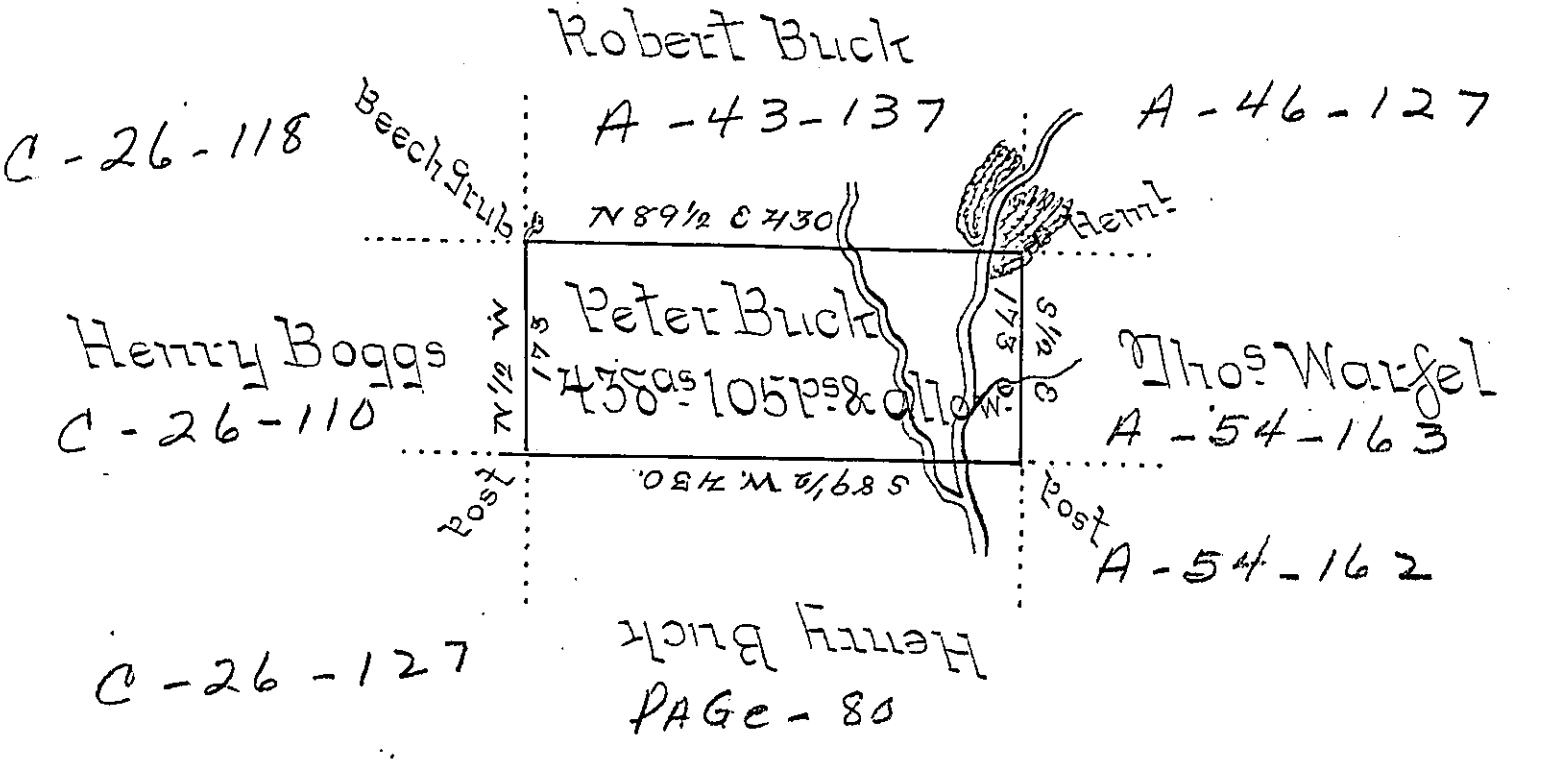 Robert Buck
A-43-137
A-46-127
C-26-118
Beech Grub
Heml
N 89½ E 430
Peter Buck
438as 105ps & allow
N ½ W
173
173
S ½ E
Henry Boggs
C-26-110
Thos Warfel
A-54-163
S 89½ W. 430.
Post
Post
A-54-162
Henry Buck
PAGe-80
C-26-127